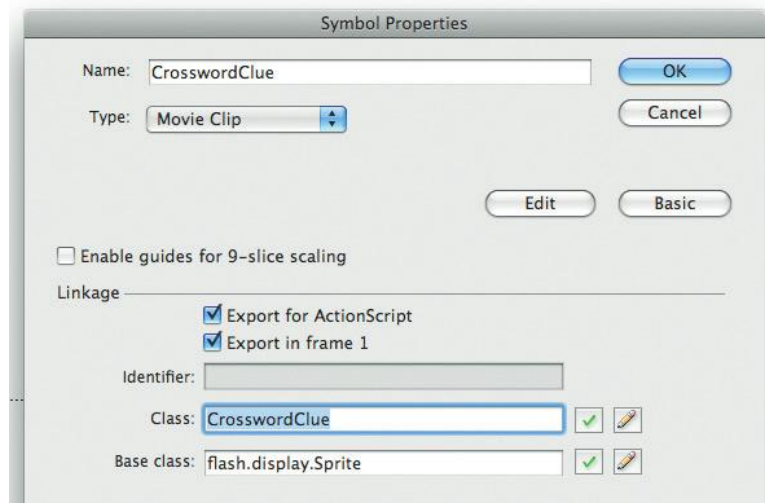 Symbol Properties
Name: CrosswordClue
OK
Type: Movie Clip
Cancel
Edit
Basic
Enable guides for 9-slice scaling
Linkage
Export for ActionScript
Export in frame 1
Identifier:
Class: CrosswordClue
Base class: flash.display.Sprite